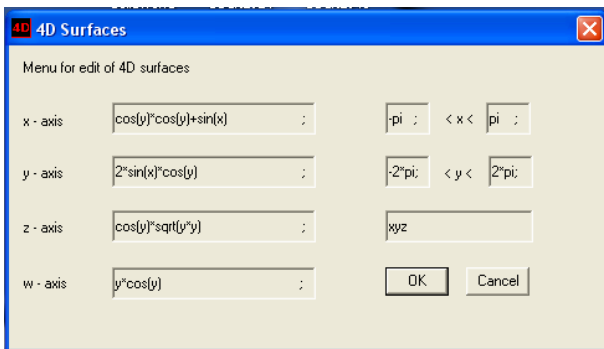 4D 4D Surfaces
Menu for edit of 4D surfaces
x - axis cos(y)*cos(y)+sin(x) ; -pi ; < x < pi ;
y - axis 2*sin(x)*cos(y) ; -2*pi; < y < 2*pi;
z - axis cos(y)*sqrt(y*y) ; xyz
w - axis y*cos(y) ; OK Cancel